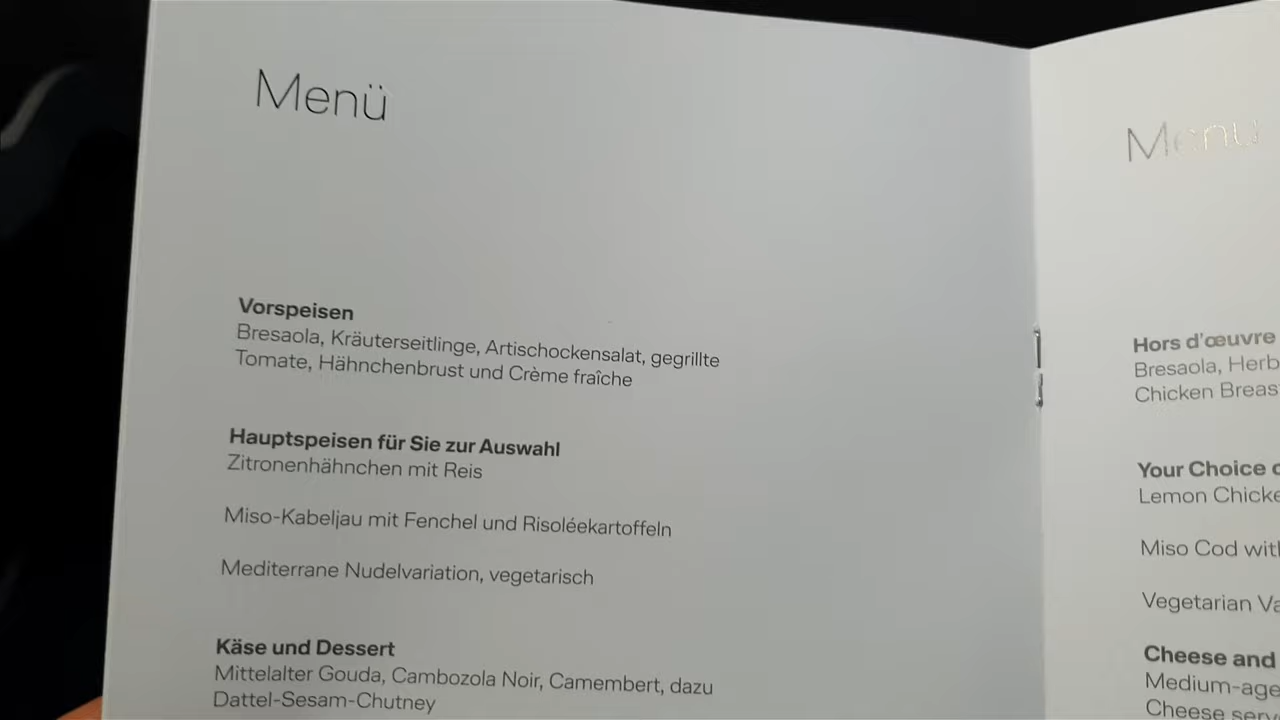 Menü
Vorspeisen
Bresaola, Kräuterseitlinge, Artischockensalat, gegrillte
Tomate, Hähnchenbrust und Crème fraîche
Hauptspeisen für Sie zur Auswahl
Zitronenhähnchen mit Reis
Miso-Kabeljau mit Fenchel und Risoléekartoffeln
Mediterrane Nudelvariation, vegetarisch
Käse und Dessert
Mittelalter Gouda, Cambozola Noir, Camembert, dazu
Dattel-Sesam-Chutney
Menu
Hors d'œuvre
Bresaola, Herb
Chicken Breas
Your Choice
Lemon Chicke
Miso Cod wit
Vegetarian Va
Cheese and
Medium-age
Cheese serv